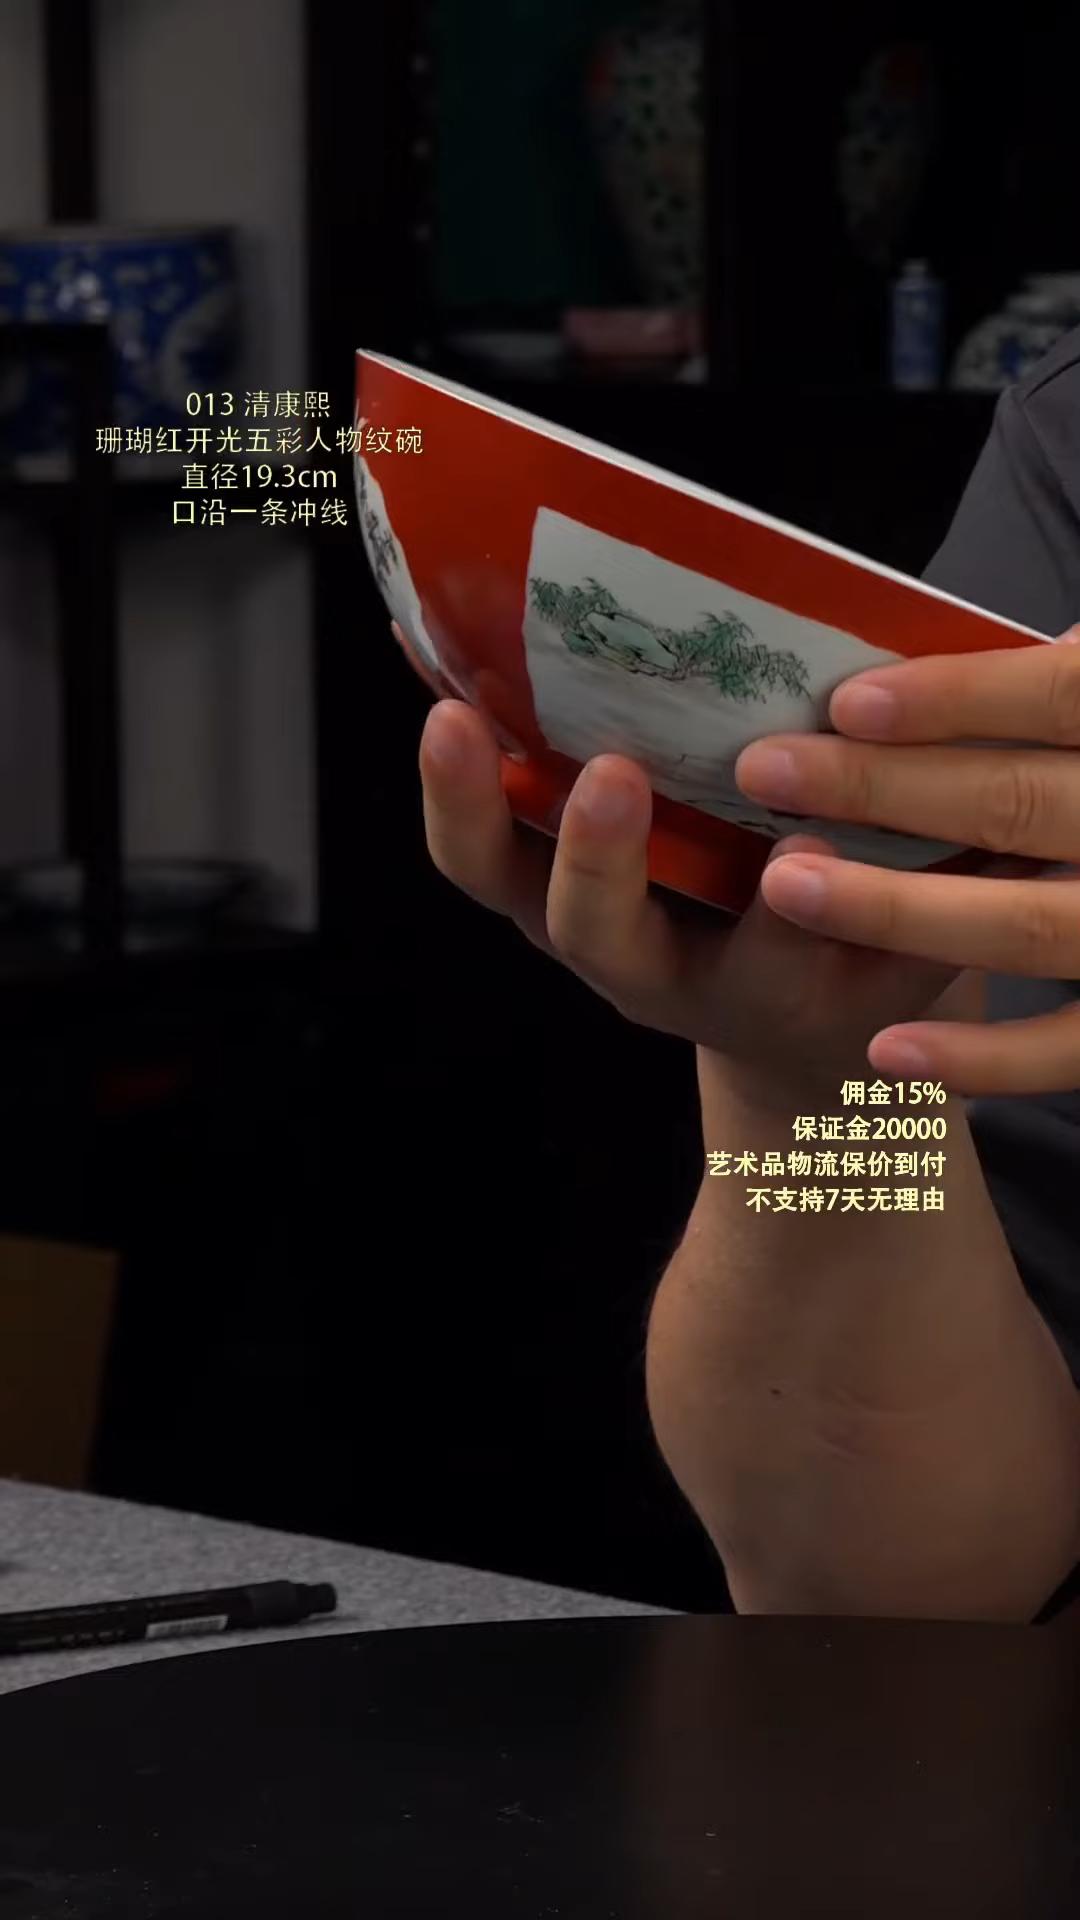 013 清康熙
珊瑚红开光五彩人物纹碗
直径19.3cm
口沿一条冲线
佣金15%
保证金20000
艺术品物流保价到付
不支持7天无理由